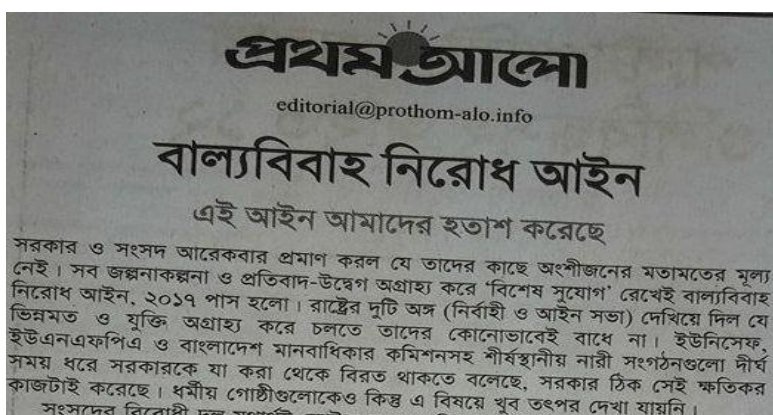 প্রথম আলো
editorial@prothom-alo.info
বাল্যবিবাহ নিরোধ আইন
এই আইন আমাদের হতাশ করেছে
সরকার ও সংসদ আরেকবার প্রমাণ করল যে তাদের কাছে অংশীজনের মতামতের মূল্য
নেই। সব জল্পনাকল্পনা ও প্রতিবাদ-উদ্বেগ অগ্রাহ্য করে ‘বিশেষ সুযোগ’ রেখেই বাল্যবিবাহ
নিরোধ আইন, ২০১৭ পাস হলো। রাষ্ট্রের দুটি অঙ্গ (নির্বাহী ও আইন সভা) দেখিয়ে দিল যে
ভিন্নমত ও যুক্তি অগ্রাহ্য করে চলতে তাদের কোনোভাবেই বাধে না। ইউনিসেফ,
ইউএনএফপিএ ও বাংলাদেশ মানবাধিকার কমিশনসহ শীর্ষস্থানীয় নারী সংগঠনগুলো দীর্ঘ
সময় ধরে সরকারকে যা করা থেকে বিরত থাকতে বলেছে, সরকার ঠিক সেই ক্ষতিকর
কাজটাই করেছে। ধর্মীয় গোষ্ঠীগুলোকেও কিন্তু এ বিষয়ে খুব তৎপর দেখা যায়নি।
সংসদের বিরোধী দল